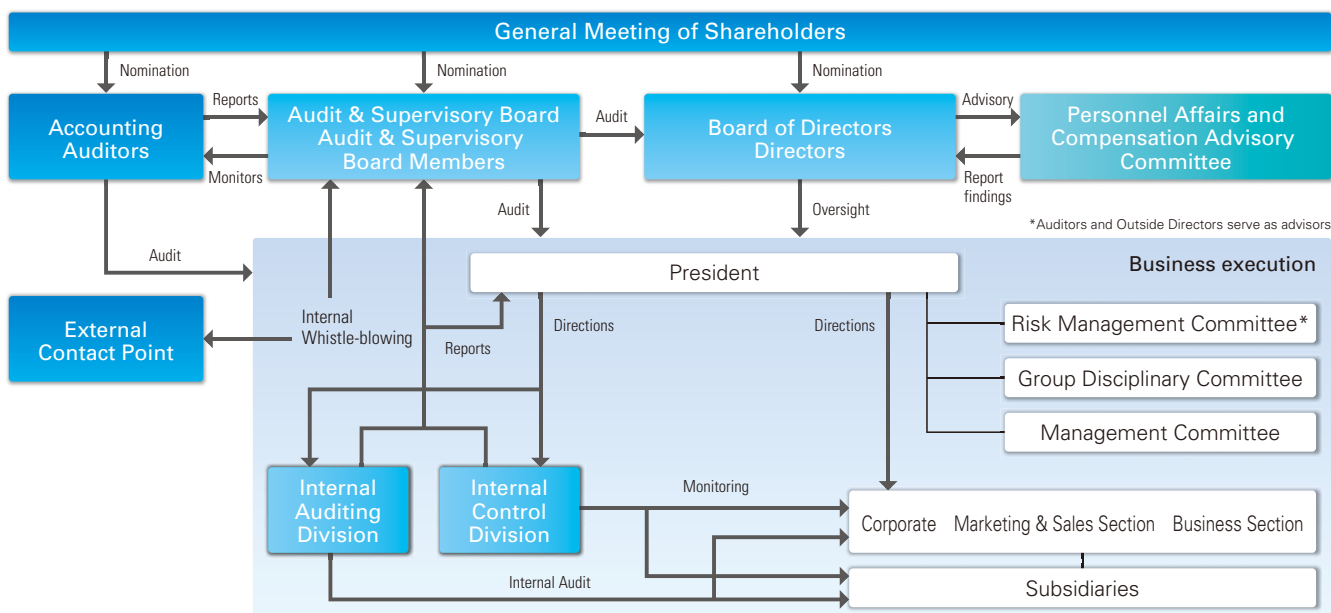 General Meeting of Shareholders
Nomination
Nomination
Nomination
Accounting
Auditors
Reports
Monitors
Audit & Supervisory Board
Audit & Supervisory
Board Members
Audit
Board of Directors
Directors
Advisory
Report
findings
Personnel Affairs and
Compensation Advisory
Committee
*Auditors and Outside Directors serve as advisors
Audit
Audit
Oversight
Business execution
President
External
Contact Point
Internal
Whistle-blowing
Reports
Directions
Directions
Risk Management Committee*
Group Disciplinary Committee
Management Committee
Internal
Auditing
Division
Internal
Control
Division
Monitoring
Corporate Marketing & Sales Section Business Section
Internal Audit
Subsidiaries